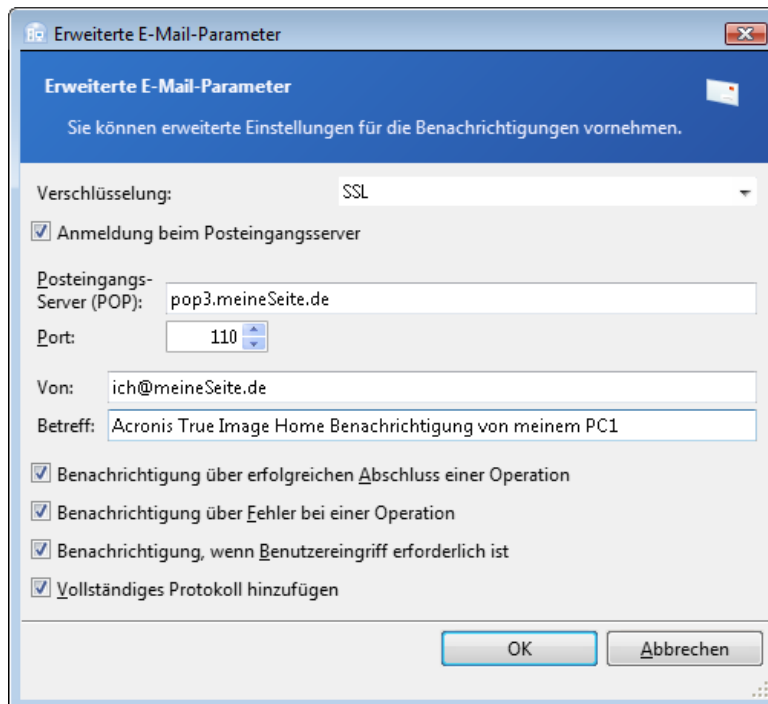 Erweiterte E-Mail-Parameter
Erweiterte E-Mail-Parameter
Sie können erweiterte Einstellungen für die Benachrichtigungen vornehmen.
Verschlüsselung: SSL
Anmeldung beim Posteingangsserver
Posteingangs-
Server (POP): pop3.meineSeite.de
Port: 110
Von: ich@meineSeite.de
Betreff: Acronis True Image Home Benachrichtigung von meinem PC1
Benachrichtigung über erfolgreichen Abschluss einer Operation
Benachrichtigung über Fehler bei einer Operation
Benachrichtigung, wenn Benutzereingriff erforderlich ist
Vollständiges Protokoll hinzufügen
OK Abbrechen